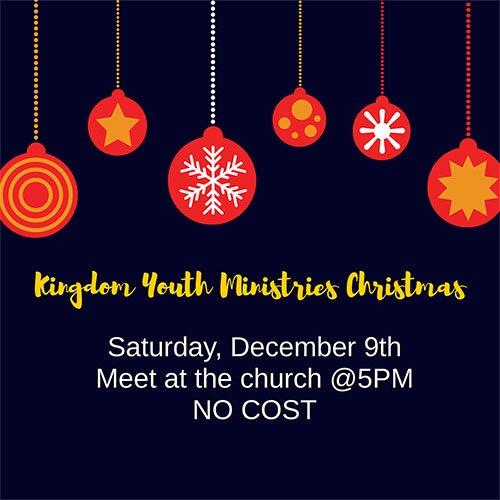 Kingdom Youth Ministries Christmas
Saturday, December 9th
Meet at the church @5PM
NO COST